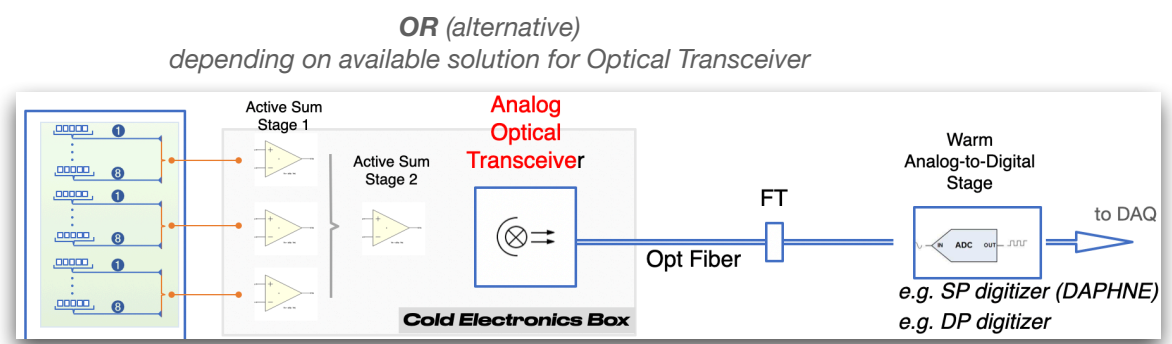 OR (alternative)
depending on available solution for Optical Transceiver
Active Sum
Stage 1
Analog
Optical
Transceiver
Active Sum
Stage 2
Warm
Analog-to-Digital
Stage
1
8
1
8
1
8
FT
Opt Fiber
IN
ADC
OUT
to DAQ
e.g. SP digitizer (DAPHNE)
e.g. DP digitizer
Cold Electronics Box